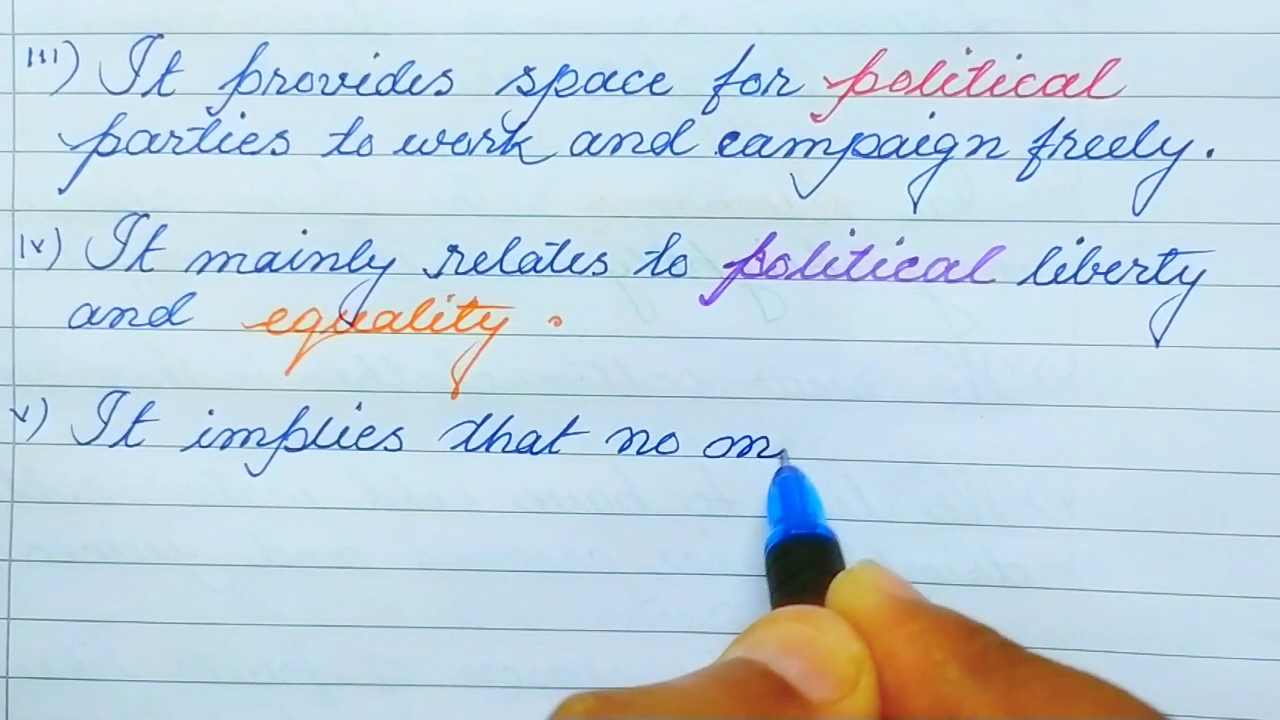 iii) It provides space for political
parties to work and campaign freely.
iv) It mainly relates to political liberty
and equality.
v) It implies that no on